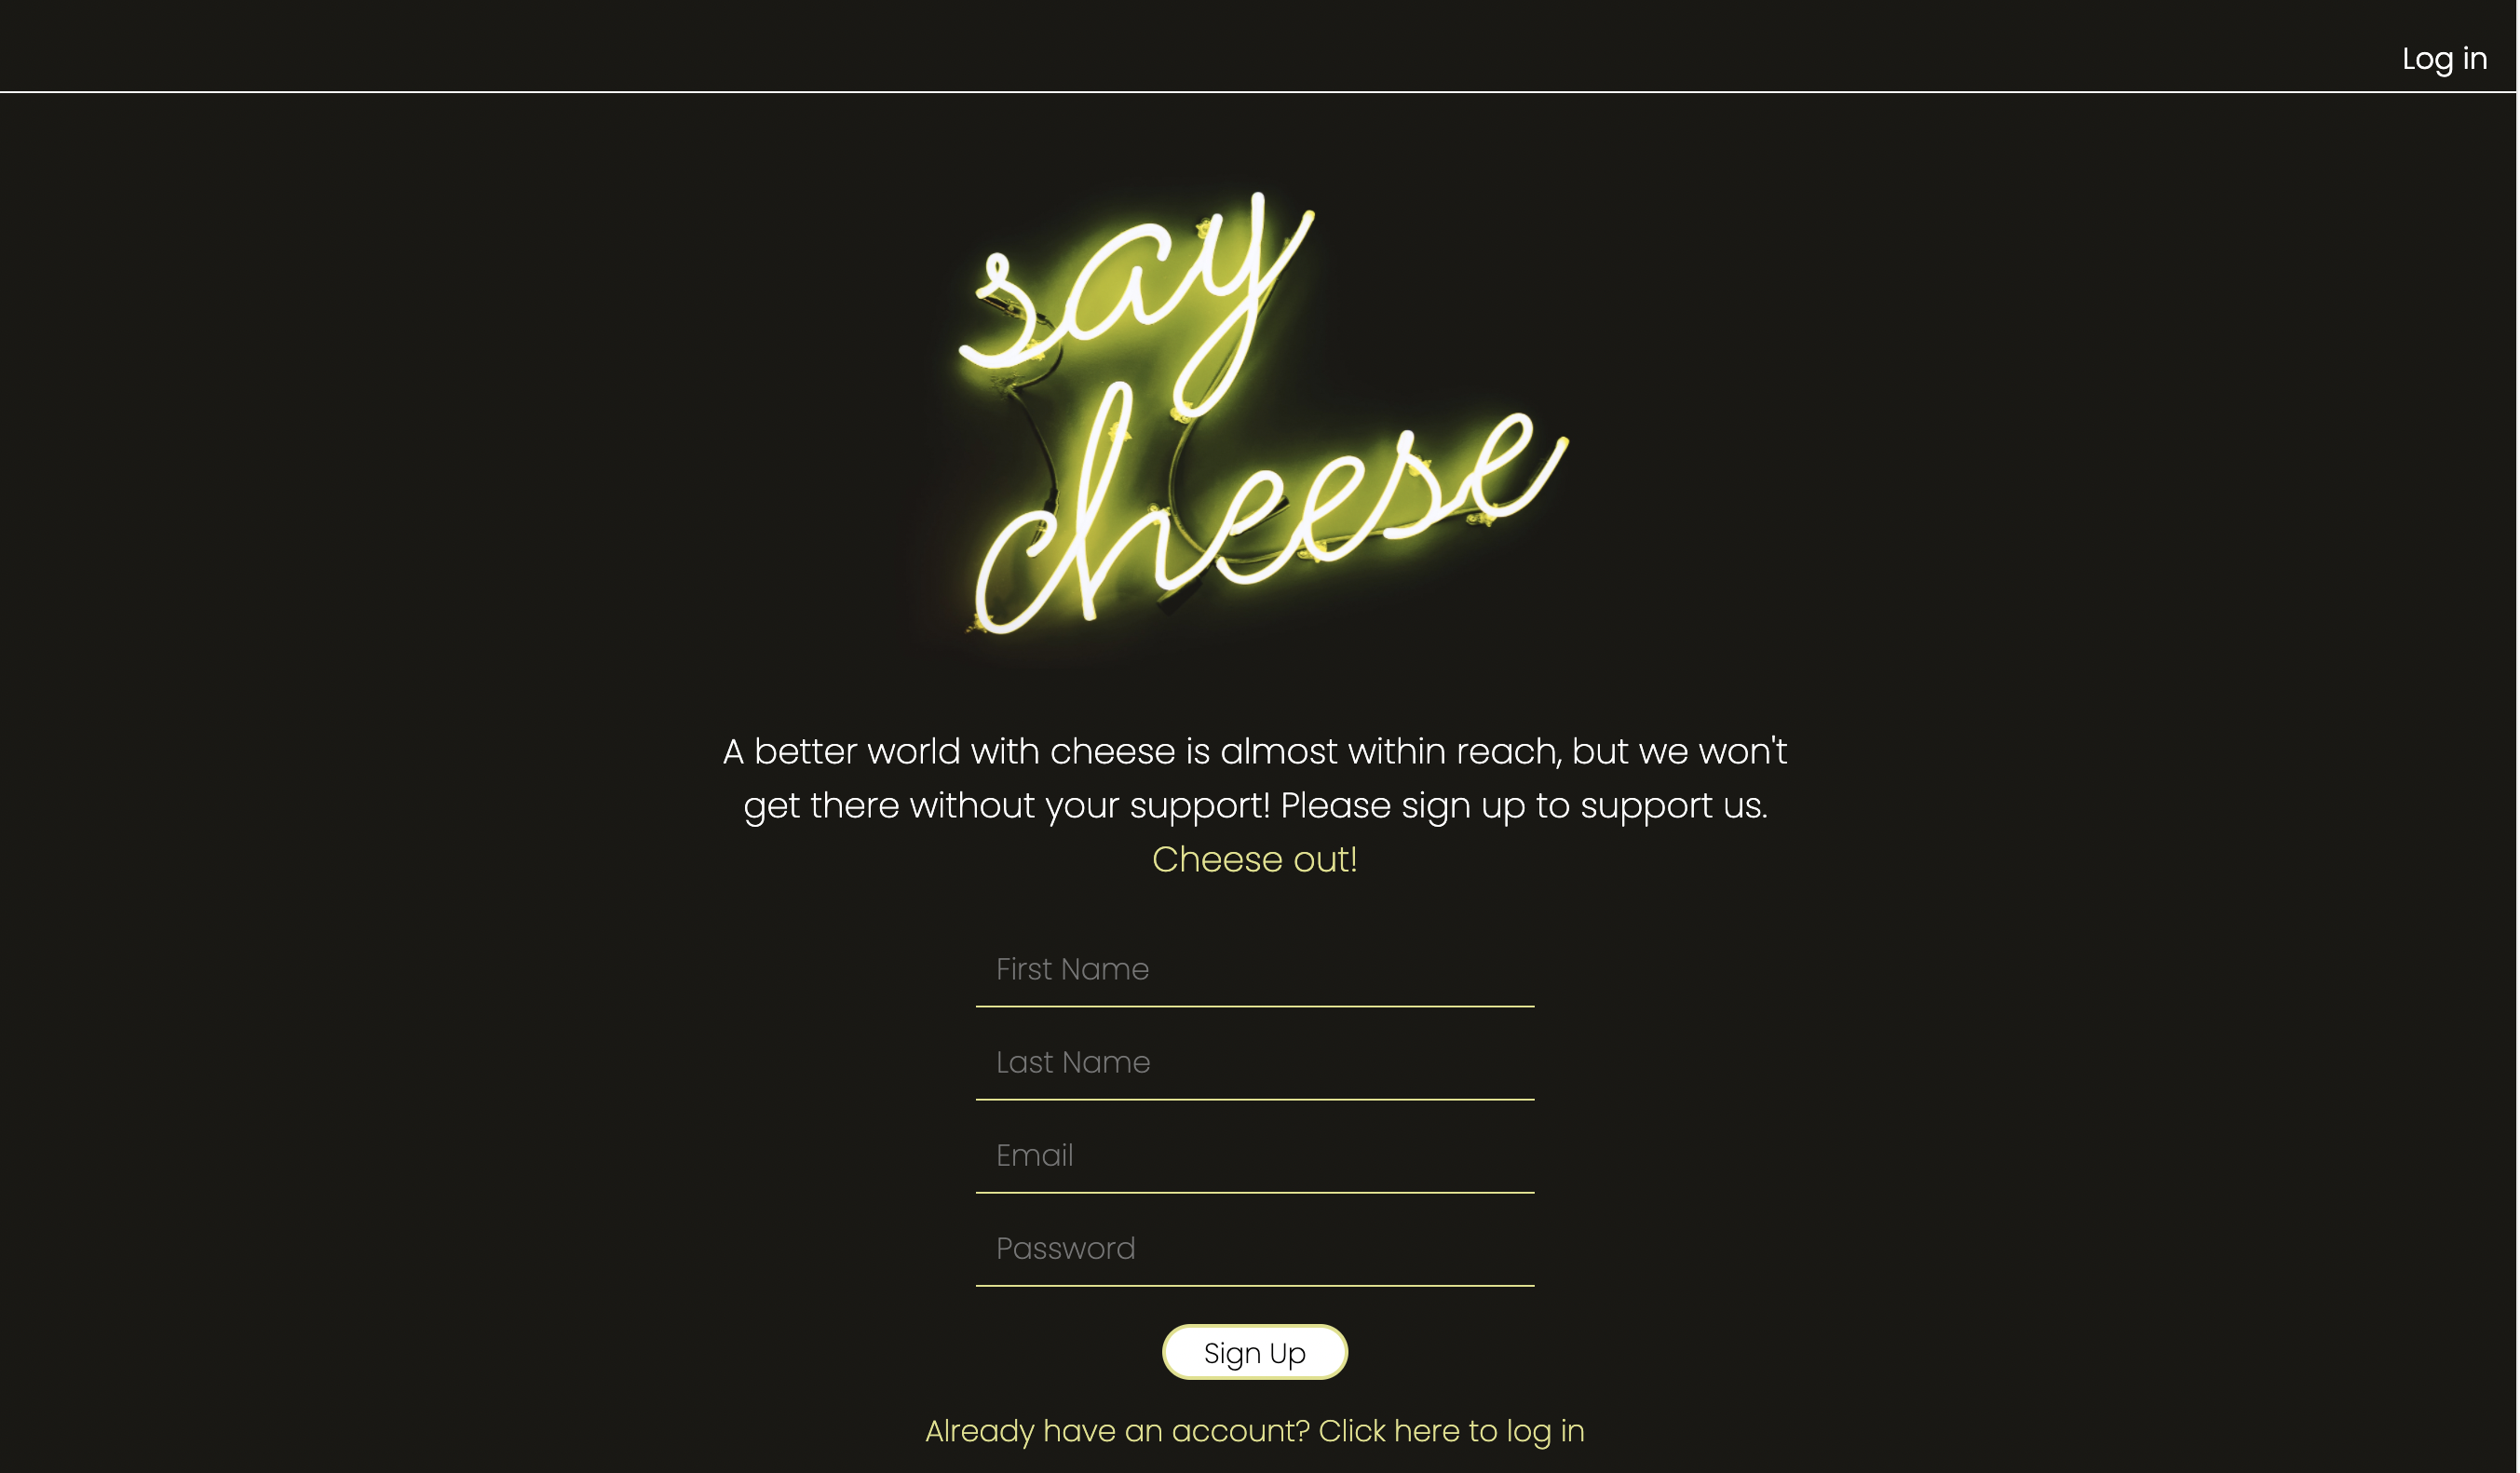 Log in
say
cheese
A better world with cheese is almost within reach, but we won't
get there without your support! Please sign up to support us.
Cheese out!
First Name
Last Name
Email
Password
Sign Up
Already have an account? Click here to log in